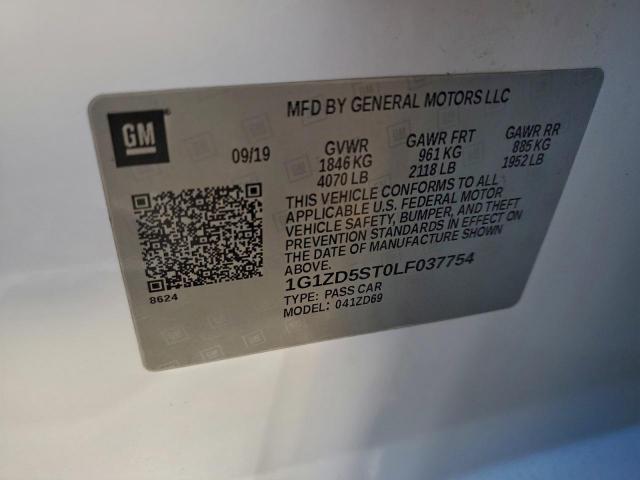 GM
MFD BY GENERAL MOTORS LLC
09/19
GVWR GAWR FRT GAWR RR
1846 KG 961 KG 885 KG
4070 LB 2118 LB 1952 LB
THIS VEHICLE CONFORMS TO ALL
APPLICABLE U.S. FEDERAL MOTOR
VEHICLE SAFETY, BUMPER, AND THEFT
PREVENTION STANDARDS IN EFFECT ON
THE DATE OF MANUFACTURE SHOWN
ABOVE.
1G1ZD5ST0LF037754
TYPE: PASS CAR
MODEL: 041ZD69
8624